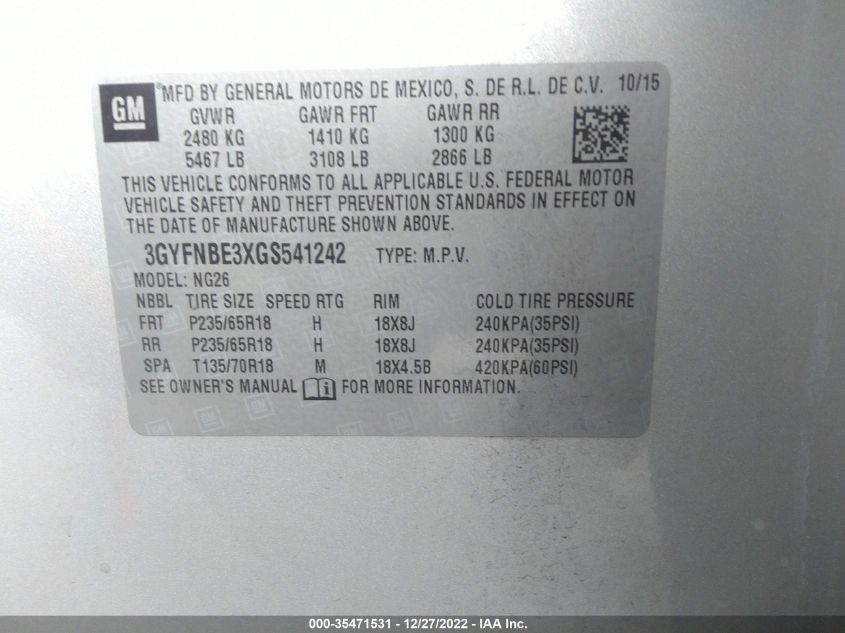 GM
® MFD BY GENERAL MOTORS DE MEXICO, S. DE R.L. DE C.V. 10/15
GVWR GAWR FRT GAWR RR
2480 KG 1410 KG 1300 KG
5467 LB 3108 LB 2866 LB
THIS VEHICLE CONFORMS TO ALL APPLICABLE U.S. FEDERAL MOTOR
VEHICLE SAFETY AND THEFT PREVENTION STANDARDS IN EFFECT ON
THE DATE OF MANUFACTURE SHOWN ABOVE.
3GYFNBE3XGS541242 TYPE: M.P.V.
MODEL: NG26
NBBL TIRE SIZE SPEED RTG RIM COLD TIRE PRESSURE
FRT P235/65R18 H 18X8J 240KPA(35PSI)
RR P235/65R18 H 18X8J 240KPA(35PSI)
SPA T135/70R18 M 18X4.5B 420KPA(60PSI)
SEE OWNER'S MANUAL i FOR MORE INFORMATION.
000-35471531 - 12/27/2022 - IAA Inc.